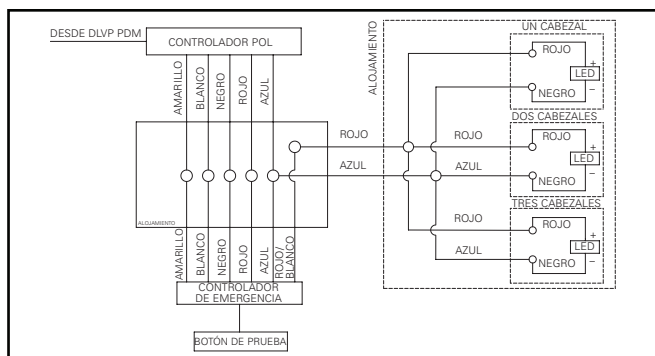 DESDE DLVP PDM
CONTROLADOR POL
AMARILLO
BLANCO
NEGRO
ROJO
AZUL
ALOJAMIENTO
AMARILLO
BLANCO
NEGRO
ROJO
AZUL
ROJO/
BLANCO
CONTROLADOR
DE EMERGENCIA
BOTÓN DE PRUEBA
ROJO
AZUL
ALOJAMIENTO
UN CABEZAL
ROJO
+
LED
NEGRO
–
DOS CABEZALES
ROJO
ROJO
+
LED
AZUL
NEGRO
–
TRES CABEZALES
ROJO
ROJO
+
LED
AZUL
NEGRO
–